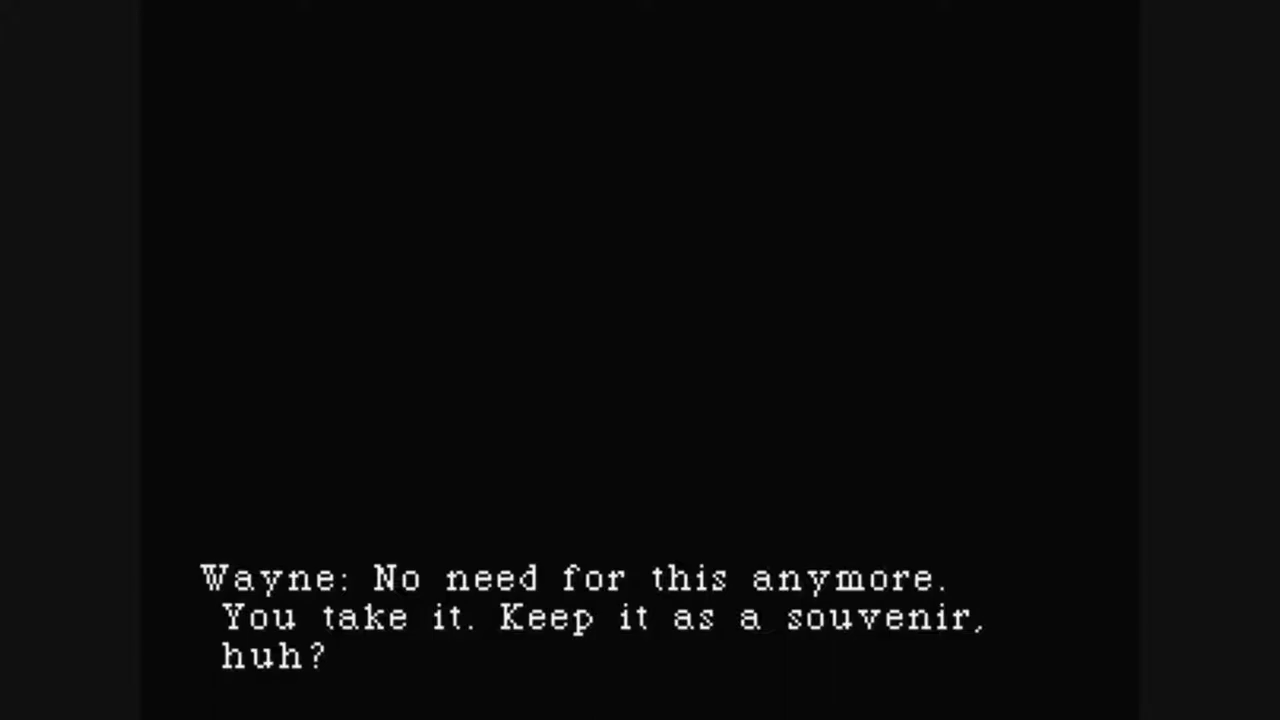 Wayne: No need for this anymore.
You take it. Keep it as a souvenir,
huh?